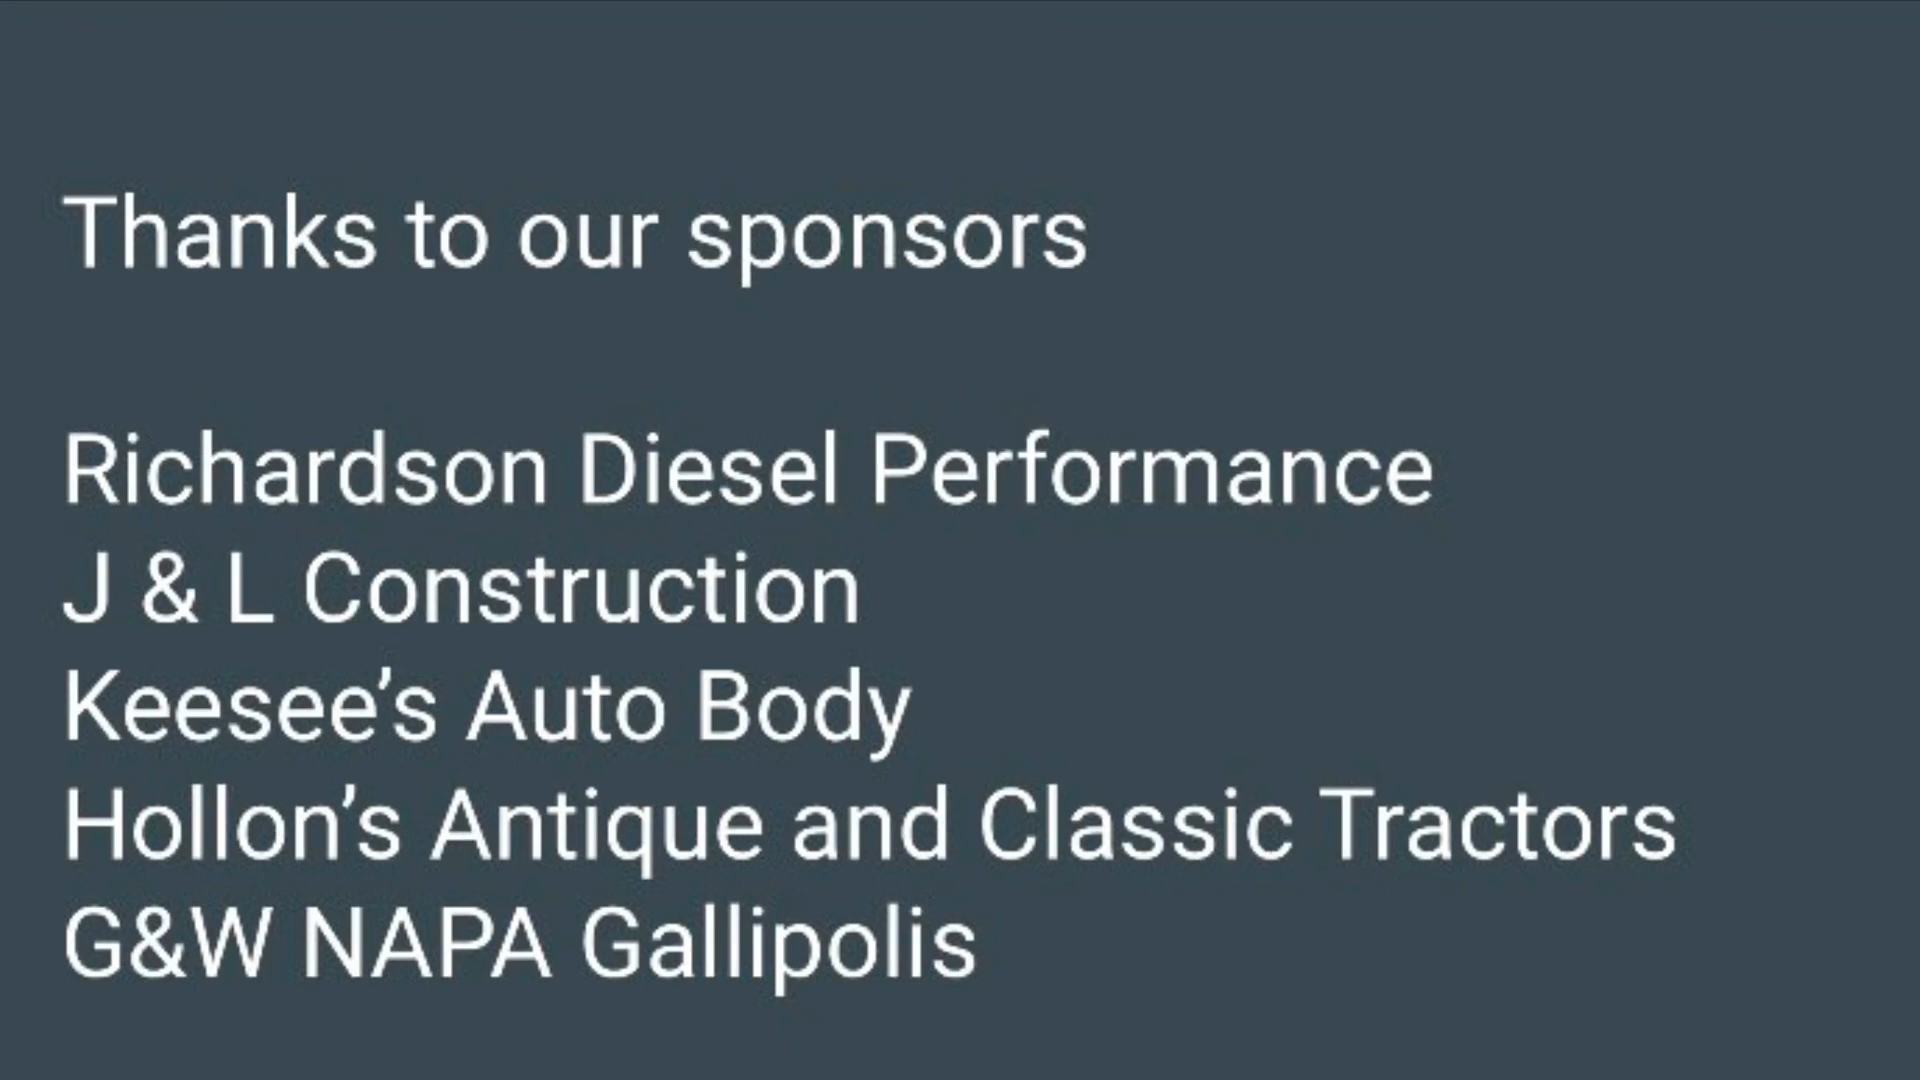 Thanks to our sponsors
Richardson Diesel Performance
J & L Construction
Keesee’s Auto Body
Hollon’s Antique and Classic Tractors
G&W NAPA Gallipolis